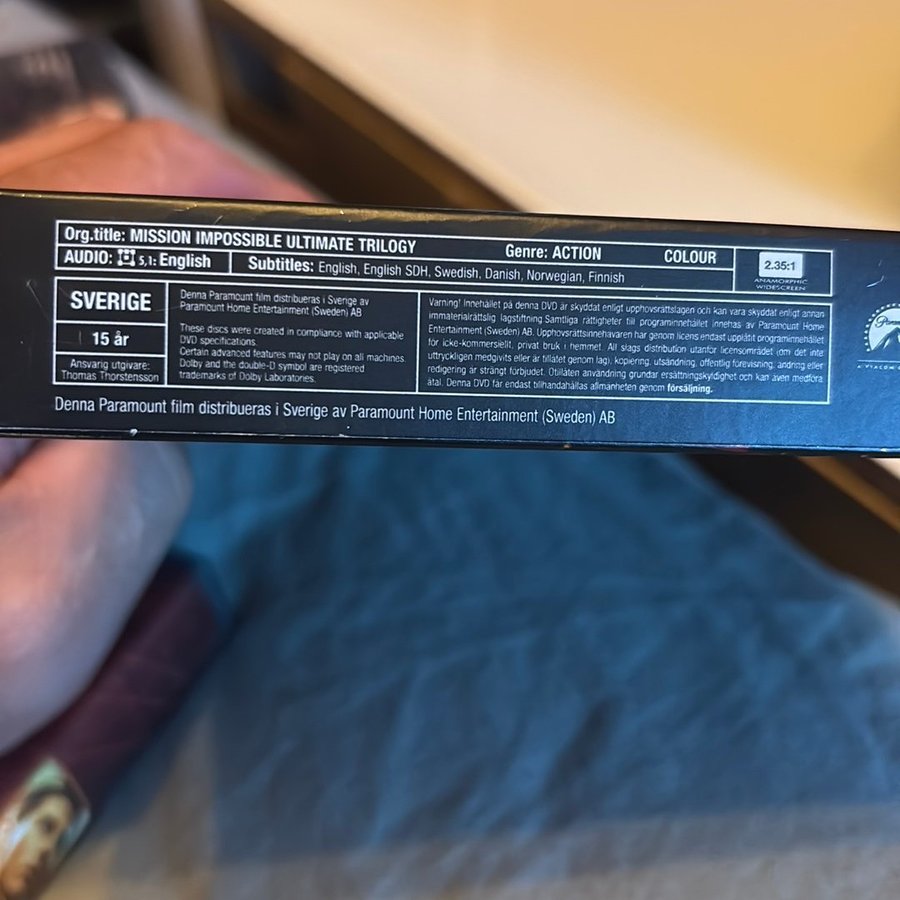 Org.title: MISSION IMPOSSIBLE ULTIMATE TRILOGY Genre: ACTION COLOUR
AUDIO: 5,1: English Subtitles: English, English SDH, Swedish, Danish, Norwegian, Finnish
2.35:1
ANAMORPHIC
WIDESCREEN
SVERIGE
15 år
Ansvarig utgivare:
Thomas Thorstensson
Denna Paramount film distribueras i Sverige av
Paramount Home Entertainment (Sweden) AB
These discs were created in compliance with applicable
DVD specifications.
Certain advanced features may not play on all machines.
Dolby and the double-D symbol are registered
trademarks of Dolby Laboratories.
Varning! Innehållet på denna DVD är skyddat enligt upphovsrättslagen och kan vara skyddat enligt annan
immaterialrättslig lagstiftning Samtliga rättigheter till programinnehållet innehas av Paramount Home
Entertainment (Sweden) AB. Upphovsrättsinnehavaren har genom licens endast upplåtit programinnehållet
för icke-kommersiellt, privat bruk i hemmet. All slags distribution utanför licensområdet (om det inte
uttryckligen medgivits eller är tillåtet genom lag), kopiering, utsändning, offentlig förevisning, ändring eller
redigering är strängt förbjudet. Otillåten användning grundar ersättningskyldighet och kan även medföra
åtal. Denna DVD får endast tillhandahållas allmänheten genom försäljning.
Denna Paramount film distribueras i Sverige av Paramount Home Entertainment (Sweden) AB